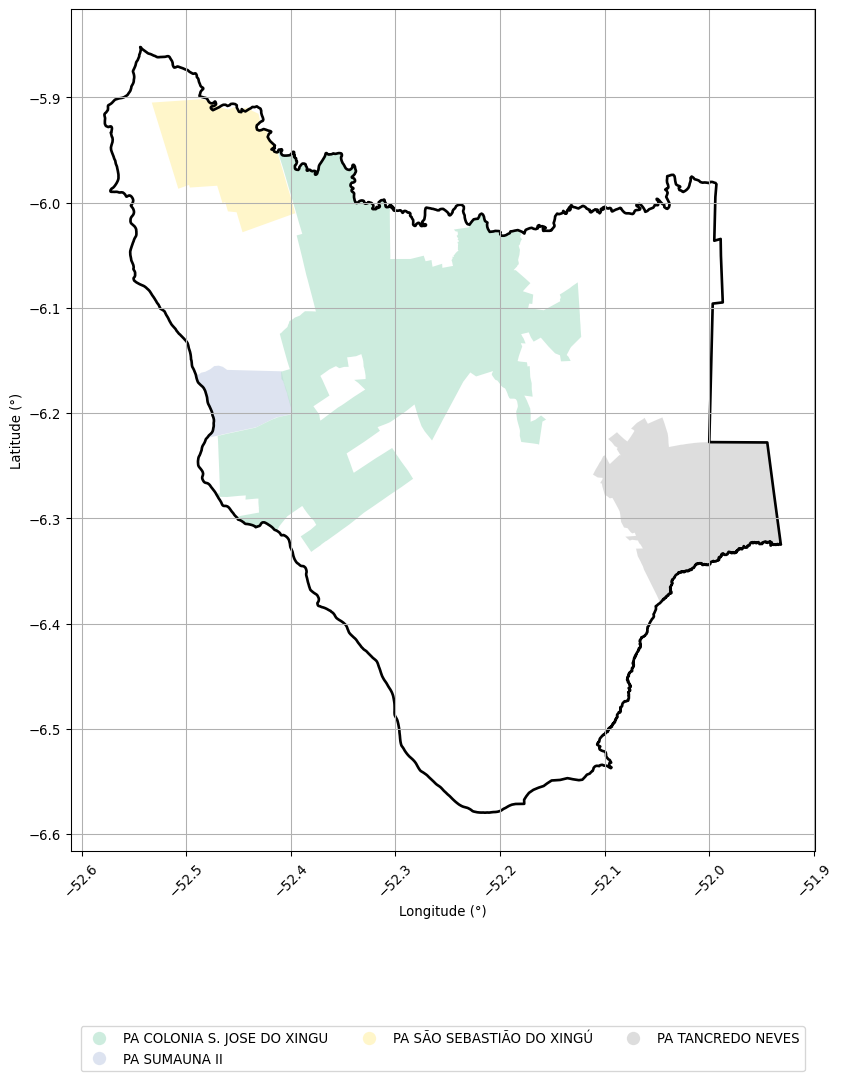 −5.9
−6.0
−6.1
−6.2
−6.3
−6.4
−6.5
−6.6
Latitude (°)
−52.6
−52.5
−52.4
−52.3
−52.2
−52.1
−52.0
−51.9
Longitude (°)
PA COLONIA S. JOSE DO XINGU
PA SÃO SEBASTIÃO DO XINGÚ
PA TANCREDO NEVES
PA SUMAUNA II